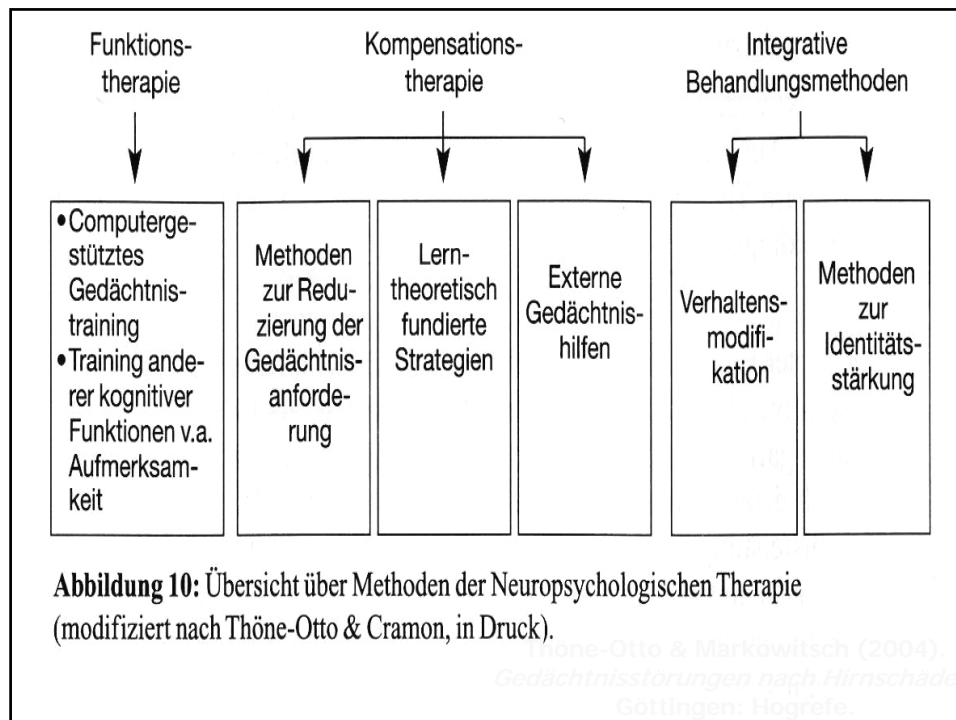 Funktions-
therapie
Kompensations-
therapie
Integrative
Behandlungsmethoden
•Computerge-
stütztes
Gedächtnis-
training
•Training ande-
rer kognitiver
Funktionen v.a.
Aufmerksam-
keit
Methoden
zur Redu-
zierung der
Gedächtnis-
anforde-
rung
Lern-
theoretisch
fundierte
Strategien
Externe
Gedächtnis-
hilfen
Verhaltens-
modifi-
kation
Methoden
zur
Identitäts-
stärkung
Abbildung 10: Übersicht über Methoden der Neuropsychologischen Therapie
(modifiziert nach Thöne-Otto & Cramon, in Druck).
Thöne-Otto & Markowitsch (2004).
Gedächtnisstörungen nach Hirnschäde
Göttingen: Hogrefe.